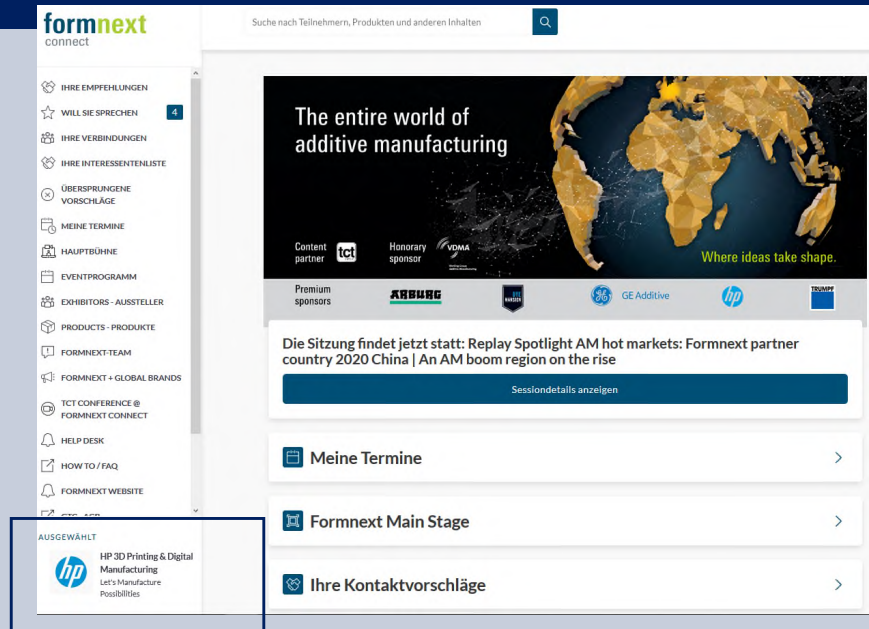 formnext
connect
Suche nach Teilnehmern, Produkten und anderen Inhalten
IHRE EMPFEHLUNGEN
WILL SIE SPRECHEN 4
IHRE VERBINDUNGEN
IHRE INTERESSENTENLISTE
ÜBERSPRUNGENE
VORSCHLÄGE
MEINE TERMINE
HAUPTBÜHNE
EVENTPROGRAMM
EXHIBITORS - AUSSTELLER
PRODUCTS - PRODUKTE
FORMNEXT-TEAM
FORMNEXT + GLOBAL BRANDS
TCT CONFERENCE @
FORMNEXT CONNECT
HELP DESK
HOW TO / FAQ
FORMNEXT WEBSITE
GTC - AGB
AUSGEWÄHLT
hp
HP 3D Printing & Digital
Manufacturing
Let's Manufacture
Possibilities
The entire world of
additive manufacturing
Content
partner
tct
Honorary
sponsor
VDMA
Where ideas take shape.
Premium
sponsors
ARBURG
GE Additive
hp
TRUMPF
Die Sitzung findet jetzt statt: Replay Spotlight AM hot markets: Formnext partner
country 2020 China | An AM boom region on the rise
Sessiondetails anzeigen
Meine Termine
Formnext Main Stage
Ihre Kontaktvorschläge